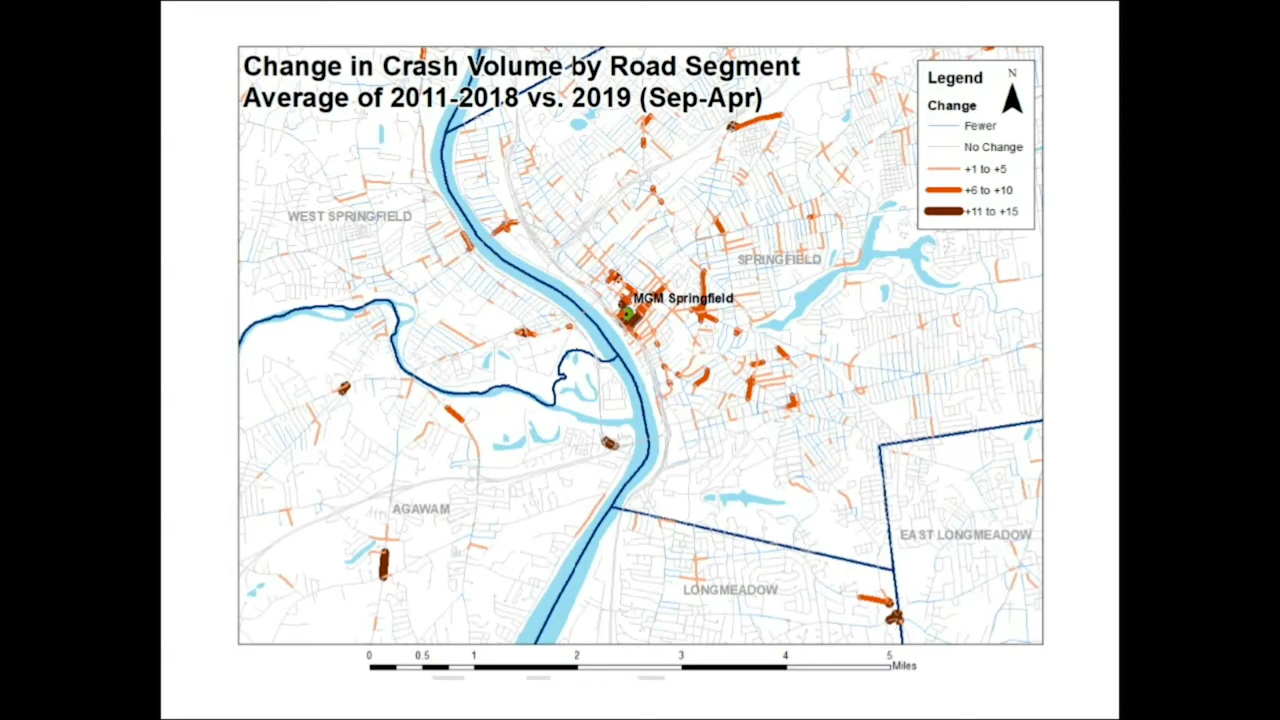 Change in Crash Volume by Road Segment
Average of 2011-2018 vs. 2019 (Sep-Apr)
Legend
N
Change
Fewer
No Change
+1 to +5
+6 to +10
+11 to +15
WEST SPRINGFIELD
SPRINGFIELD
MGM Springfield
AGAWAM
EAST LONGMEADOW
LONGMEADOW
0 0.5 1 2 3 4 5
Miles